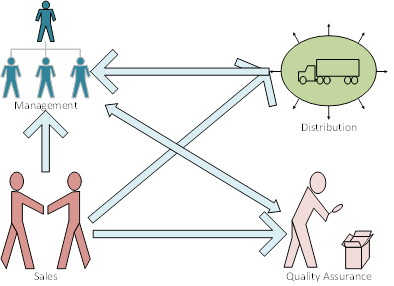 Management
Distribution
Sales
Quality Assurance